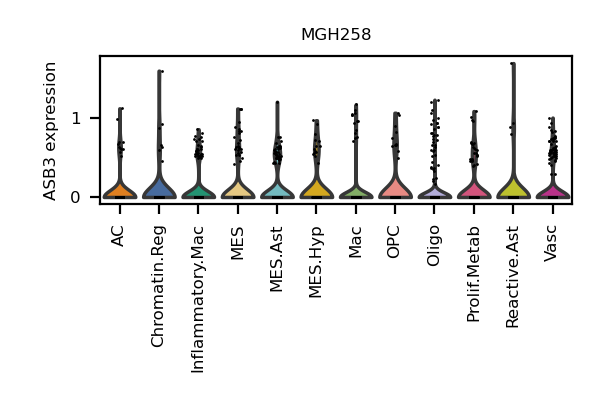 MGH258
ASB3 expression
1
0
AC
Chromatin.Reg
Inflammatory.Mac
MES
MES.Ast
MES.Hyp
Mac
OPC
Oligo
Prolif.Metab
Reactive.Ast
Vasc